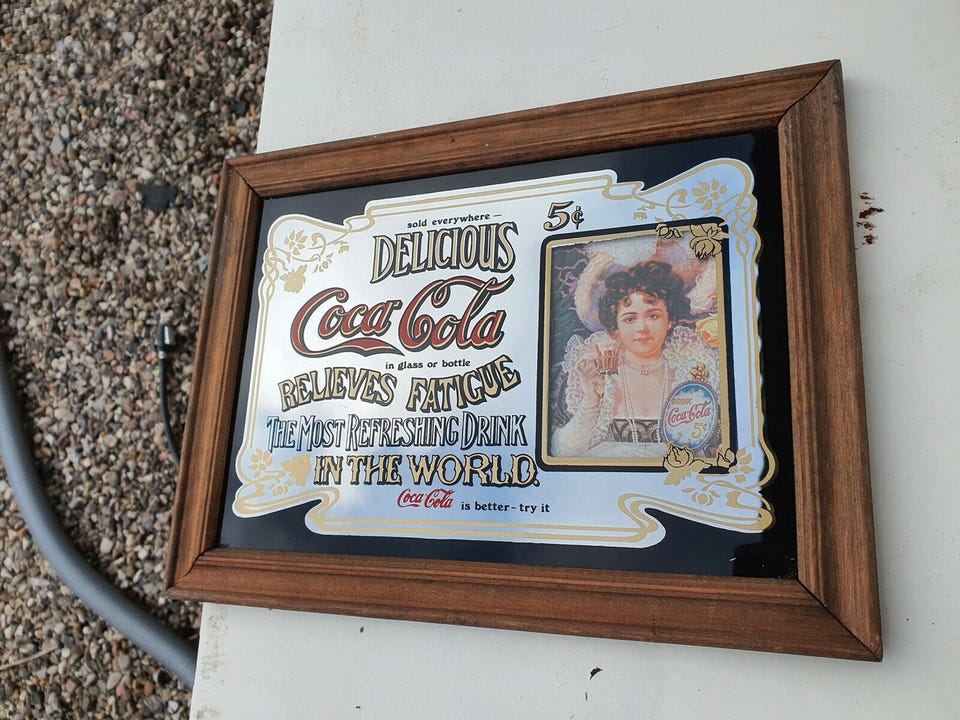 sold everywhere –
5¢
DELICIOUS
Coca-Cola
in glass or bottle
RELIEVES FATIGUE
THE MOST REFRESHING DRINK
IN THE WORLD.
Coca-Cola is better - try it
DRINK
Coca-Cola
5¢